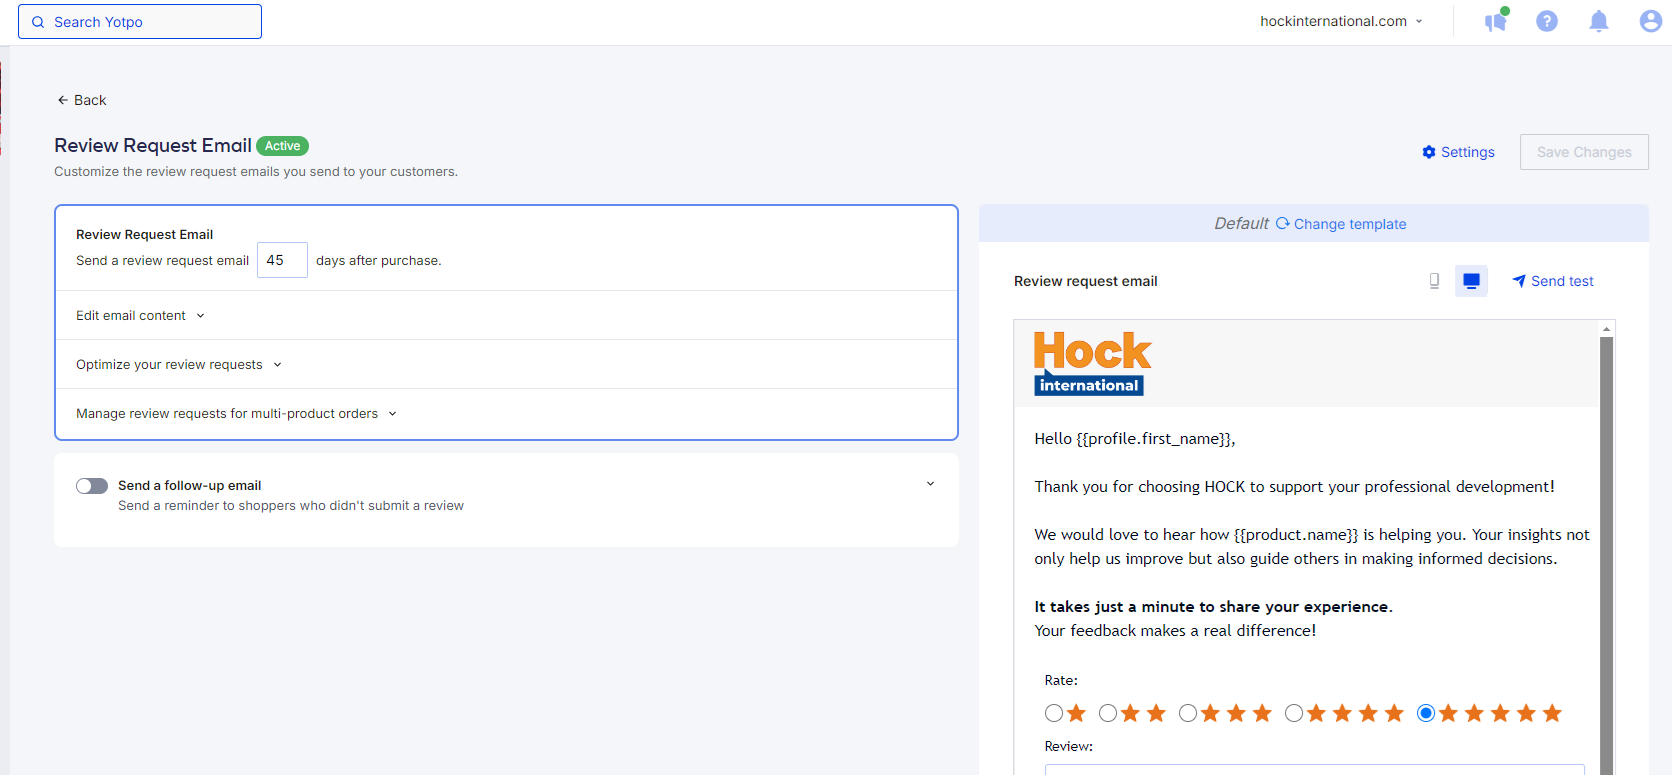 Search Yotpo
hockinternational.com
Back
Review Request Email Active
Customize the review request emails you send to your customers.
Settings
Save Changes
Review Request Email
Send a review request email 45 days after purchase.
Edit email content
Optimize your review requests
Manage review requests for multi-product orders
Send a follow-up email
Send a reminder to shoppers who didn't submit a review
Default Change template
Review request email
Send test
Hock
international
Hello {{profile.first_name}},
Thank you for choosing HOCK to support your professional development!
We would love to hear how {{product.name}} is helping you. Your insights not
only help us improve but also guide others in making informed decisions.
It takes just a minute to share your experience.
Your feedback makes a real difference!
Rate:
Review: